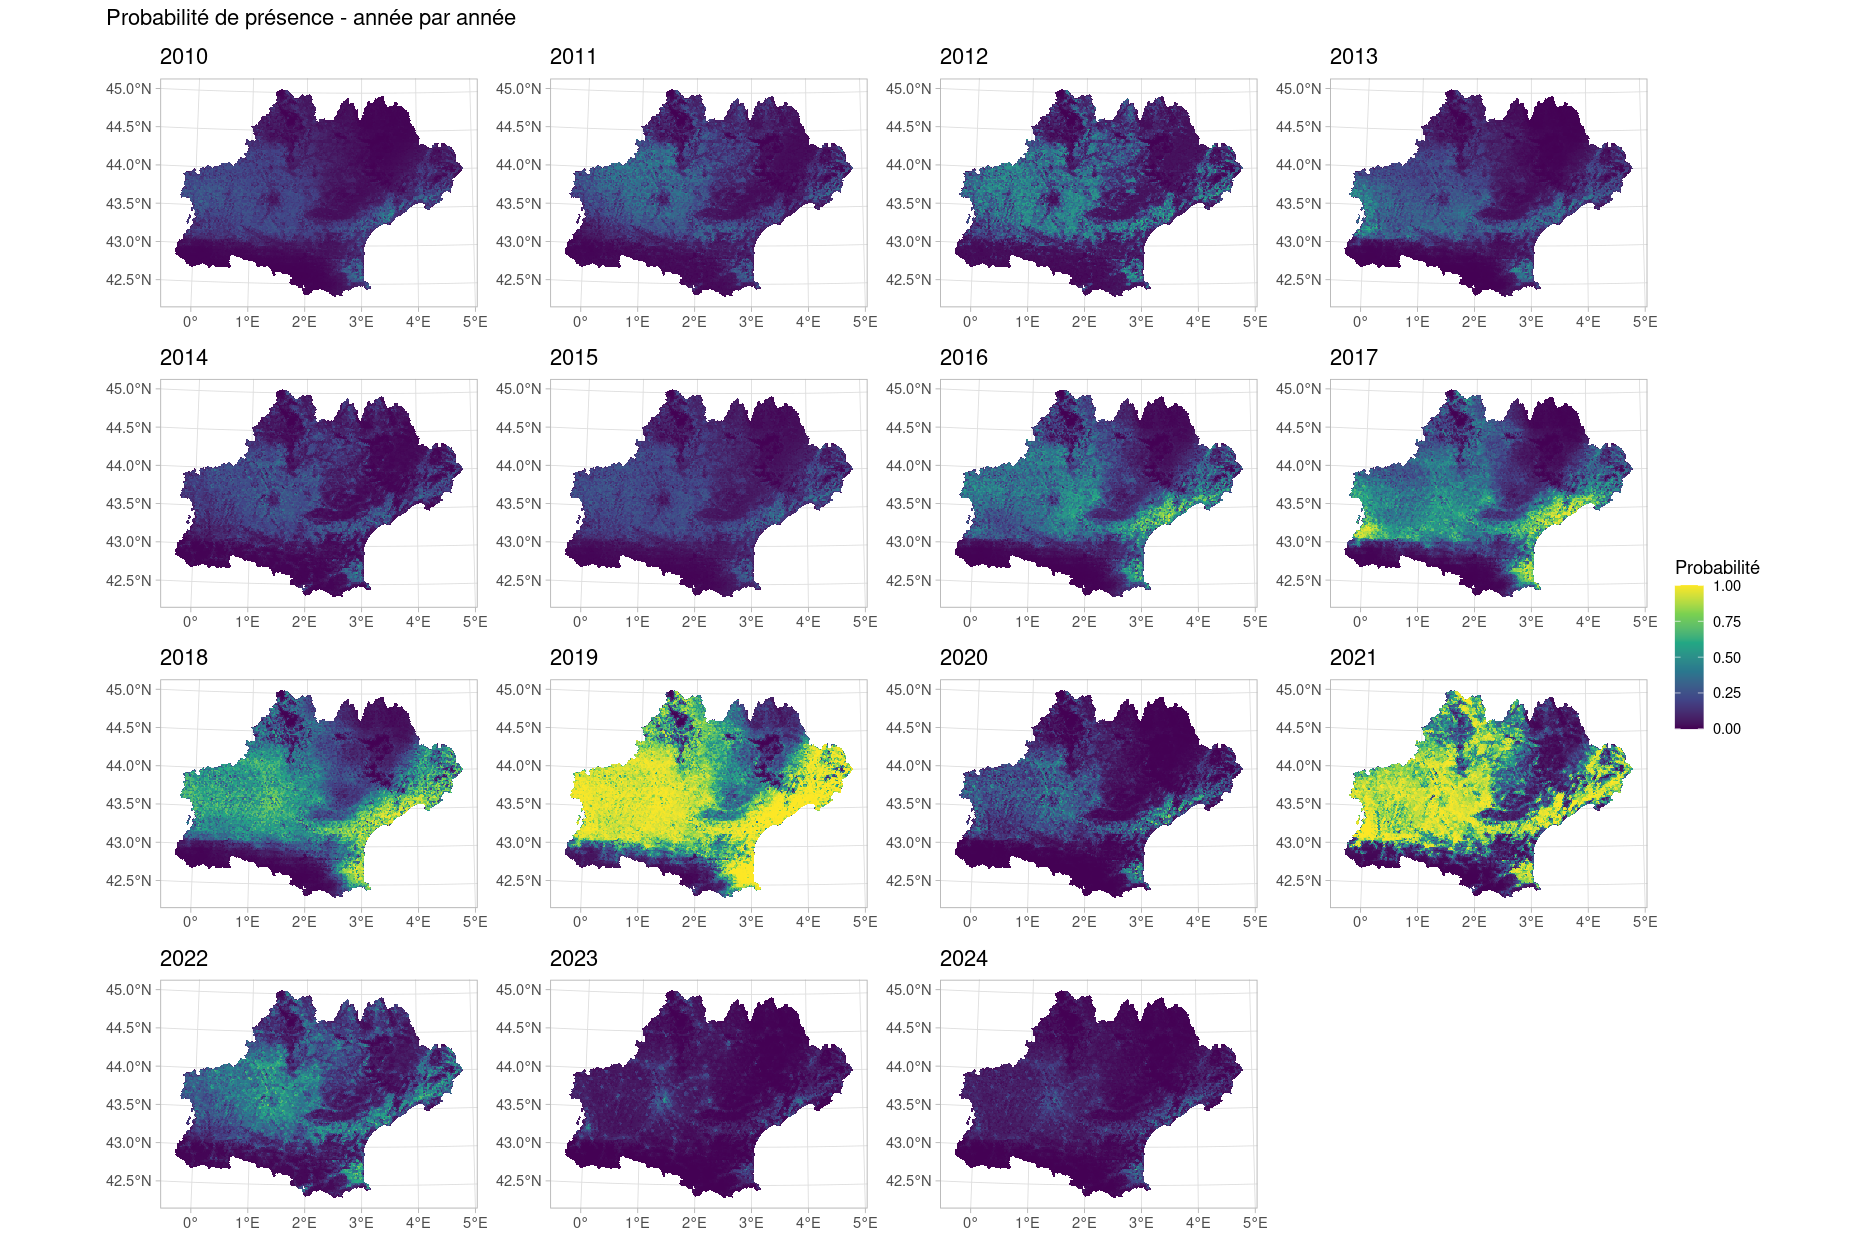 Probabilité de présence - année par année
2010 2011 2012 2013
45.0°N 45.0°N 45.0°N 45.0°N
44.5°N 44.5°N 44.5°N 44.5°N
44.0°N 44.0°N 44.0°N 44.0°N
43.5°N 43.5°N 43.5°N 43.5°N
43.0°N 43.0°N 43.0°N 43.0°N
42.5°N 42.5°N 42.5°N 42.5°N
0° 1°E 2°E 3°E 4°E 5°E 0° 1°E 2°E 3°E 4°E 5°E 0° 1°E 2°E 3°E 4°E 5°E 0° 1°E 2°E 3°E 4°E 5°E
2014 2015 2016 2017
45.0°N 45.0°N 45.0°N 45.0°N
44.5°N 44.5°N 44.5°N 44.5°N
44.0°N 44.0°N 44.0°N 44.0°N
43.5°N 43.5°N 43.5°N 43.5°N
43.0°N 43.0°N 43.0°N 43.0°N
42.5°N 42.5°N 42.5°N 42.5°N
0° 1°E 2°E 3°E 4°E 5°E 0° 1°E 2°E 3°E 4°E 5°E 0° 1°E 2°E 3°E 4°E 5°E 0° 1°E 2°E 3°E 4°E 5°E
Probabilité
1.00
0.75
0.50
0.25
0.00
2018 2019 2020 2021
45.0°N 45.0°N 45.0°N 45.0°N
44.5°N 44.5°N 44.5°N 44.5°N
44.0°N 44.0°N 44.0°N 44.0°N
43.5°N 43.5°N 43.5°N 43.5°N
43.0°N 43.0°N 43.0°N 43.0°N
42.5°N 42.5°N 42.5°N 42.5°N
0° 1°E 2°E 3°E 4°E 5°E 0° 1°E 2°E 3°E 4°E 5°E 0° 1°E 2°E 3°E 4°E 5°E 0° 1°E 2°E 3°E 4°E 5°E
2022 2023 2024
45.0°N 45.0°N 45.0°N
44.5°N 44.5°N 44.5°N
44.0°N 44.0°N 44.0°N
43.5°N 43.5°N 43.5°N
43.0°N 43.0°N 43.0°N
42.5°N 42.5°N 42.5°N
0° 1°E 2°E 3°E 4°E 5°E 0° 1°E 2°E 3°E 4°E 5°E 0° 1°E 2°E 3°E 4°E 5°E